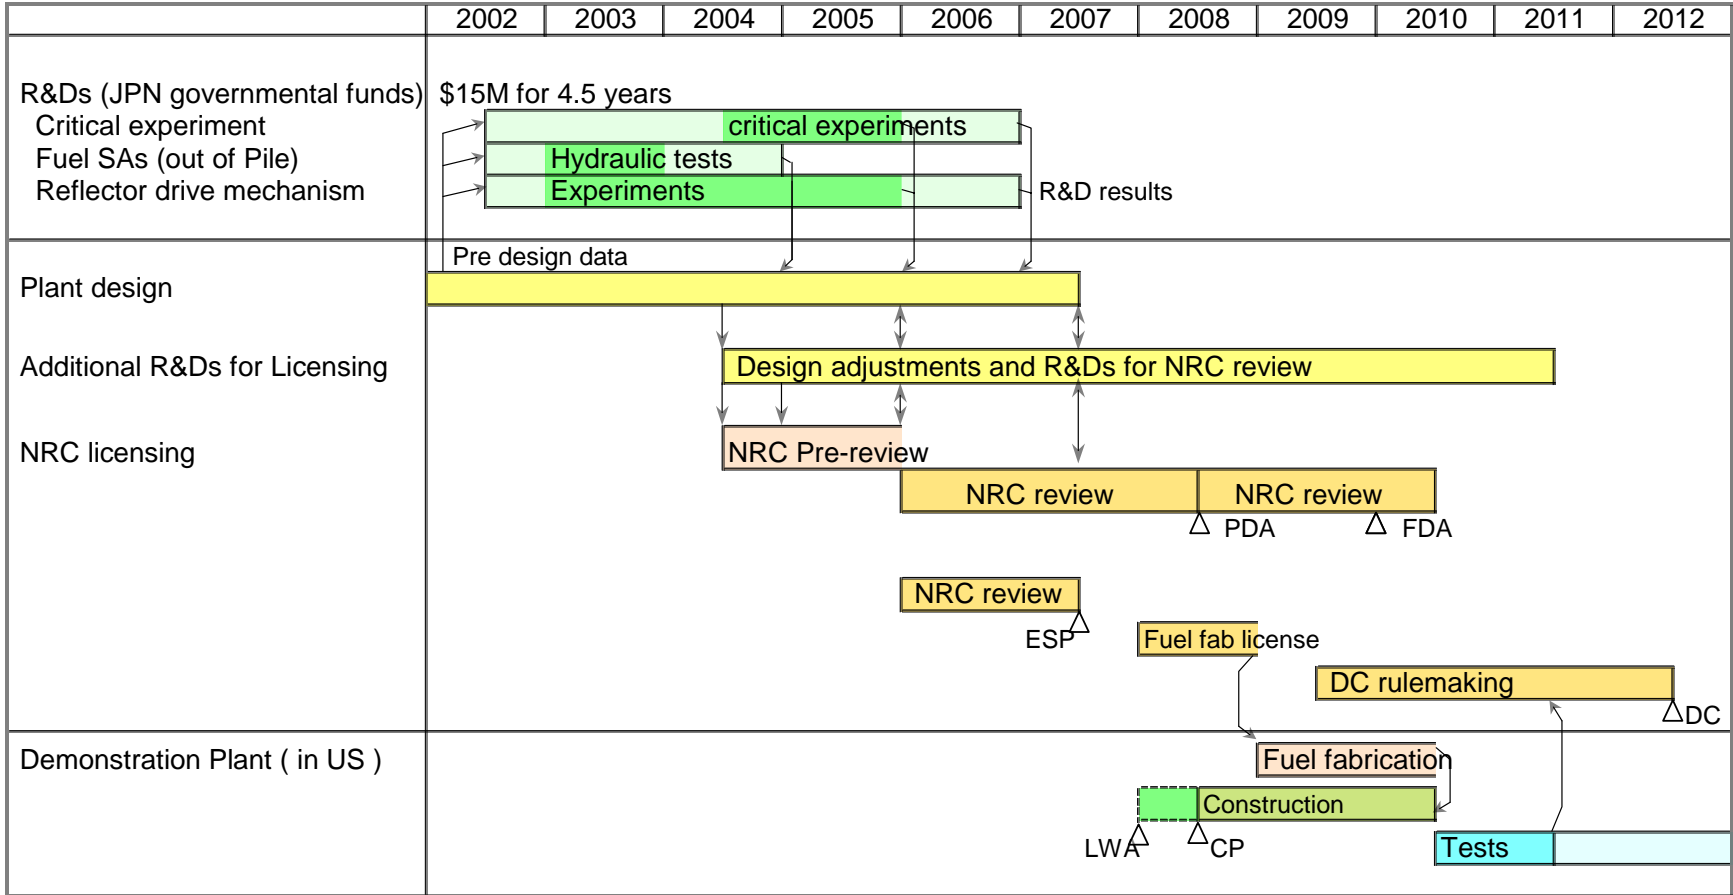 2002 2003 2004 2005 2006 2007 2008 2009 2010 2011 2012
R&Ds (JPN governmental funds) $15M for 4.5 years
Critical experiment critical experiments
Fuel SAs (out of Pile) Hydraulic tests
Reflector drive mechanism Experiments R&D results
Pre design data
Plant design
Additional R&Ds for Licensing Design adjustments and R&Ds for NRC review
NRC licensing NRC Pre-review
NRC review NRC review
PDA FDA
NRC review
ESP Fuel fab license
DC rulemaking
DC
Demonstration Plant ( in US ) Fuel fabrication
Construction
LWA CP Tests